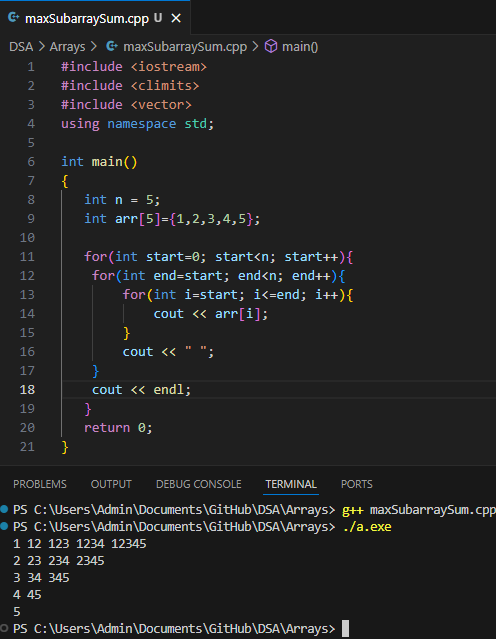 maxSubarraySum.cpp U ×
DSA > Arrays > maxSubarraySum.cpp > main()
1 #include <iostream>
2 #include <climits>
3 #include <vector>
4 using namespace std;
5
6 int main()
7 {
8    int n = 5;
9    int arr[5]={1,2,3,4,5};
10
11    for(int start=0; start<n; start++){
12     for(int end=start; end<n; end++){
13         for(int i=start; i<=end; i++){
14             cout << arr[i];
15         }
16         cout << " ";
17     }
18     cout << endl;
19    }
20    return 0;
21 }
PROBLEMS OUTPUT DEBUG CONSOLE TERMINAL PORTS
PS C:\Users\Admin\Documents\GitHub\DSA\Arrays> g++ maxSubarraySum.cpp
PS C:\Users\Admin\Documents\GitHub\DSA\Arrays> ./a.exe
1 12 123 1234 12345
2 23 234 2345
3 34 345
4 45
5
PS C:\Users\Admin\Documents\GitHub\DSA\Arrays>